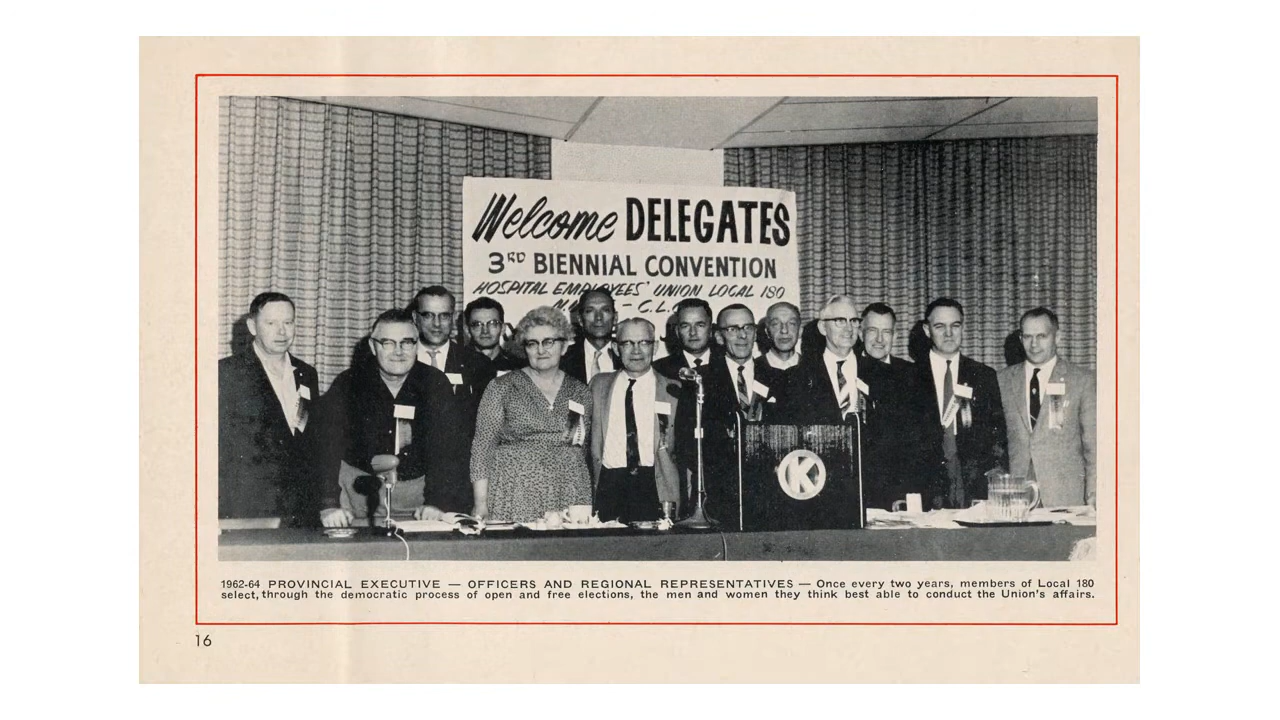 Welcome DELEGATES
3RD BIENNIAL CONVENTION
HOSPITAL EMPLOYEES' UNION LOCAL 180
– C.L.
K
1962-64 PROVINCIAL EXECUTIVE — OFFICERS AND REGIONAL REPRESENTATIVES — Once every two years, members of Local 180
select, through the democratic process of open and free elections, the men and women they think best able to conduct the Union's affairs.
16